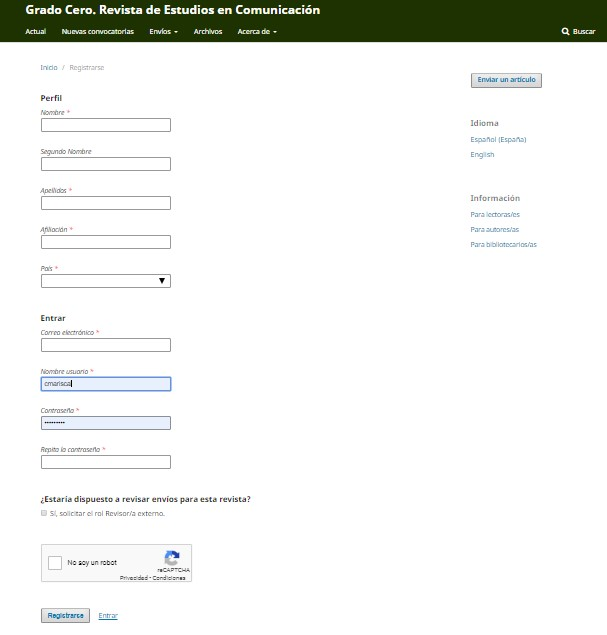 Grado Cero. Revista de Estudios en Comunicación
Actual Nuevas convocatorias Envíos Archivos Acerca de Buscar
Inicio / Registrarse
Enviar un artículo
Perfil
Nombre *
Segundo Nombre
Apellidos *
Afiliación *
País *
Idioma
Español (España)
English
Información
Para lectoras/es
Para autores/as
Para bibliotecarios/as
Entrar
Correo electrónico *
Nombre usuario *
cmarisca
Contraseña *
•••••••••
Repita la contraseña *
¿Estaría dispuesto a revisar envíos para esta revista?
Sí, solicitar el rol Revisor/a externo.
No soy un robot
reCAPTCHA
Privacidad - Condiciones
Registrarse Entrar